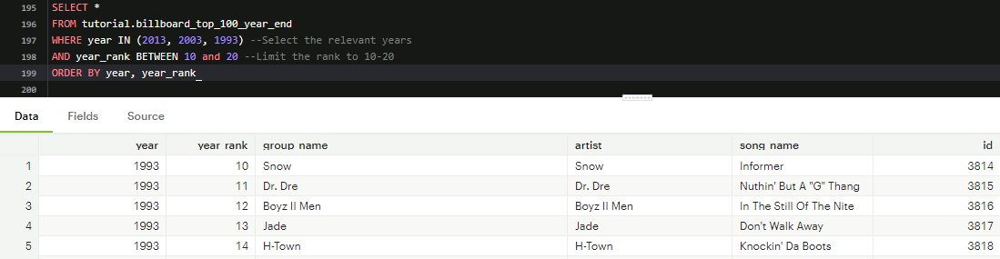 195 SELECT *
196 FROM tutorial.billboard_top_100_year_end
197 WHERE year IN (2013, 2003, 1993) --Select the relevant years
198 AND year_rank BETWEEN 10 and 20 --Limit the rank to 10-20
199 ORDER BY year, year_rank_
200
Data Fields Source
year year rank group name artist song name id
1 1993 10 Snow Snow Informer 3814
2 1993 11 Dr. Dre Dr. Dre Nuthin' But A "G" Thang 3815
3 1993 12 Boyz II Men Boyz II Men In The Still Of The Nite 3816
4 1993 13 Jade Jade Don't Walk Away 3817
5 1993 14 H-Town H-Town Knockin' Da Boots 3818